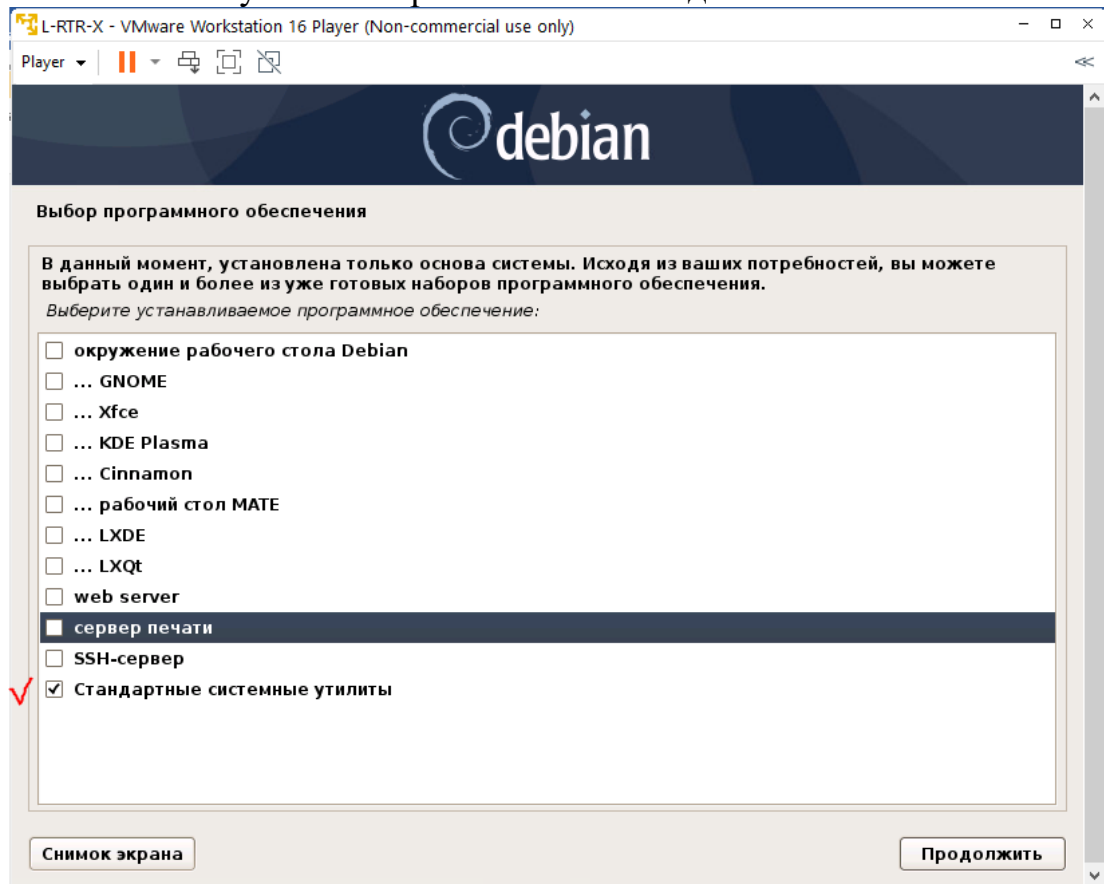 L-RTR-X - VMware Workstation 16 Player (Non-commercial use only)
Player
debian
Выбор программного обеспечения
В данный момент, установлена только основа системы. Исходя из ваших потребностей, вы можете
выбрать один и более из уже готовых наборов программного обеспечения.
Выберите устанавливаемое программное обеспечение:
окружение рабочего стола Debian
... GNOME
... Xfce
... KDE Plasma
... Cinnamon
... рабочий стол MATE
... LXDE
... LXQt
web server
сервер печати
SSH-сервер
Стандартные системные утилиты
Снимок экрана
Продолжить